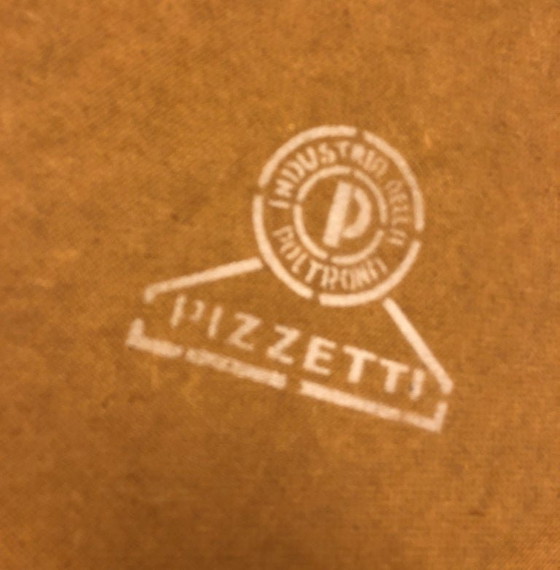 INDUSTRIA DELLA
POLTRONA
P
PIZZETTI